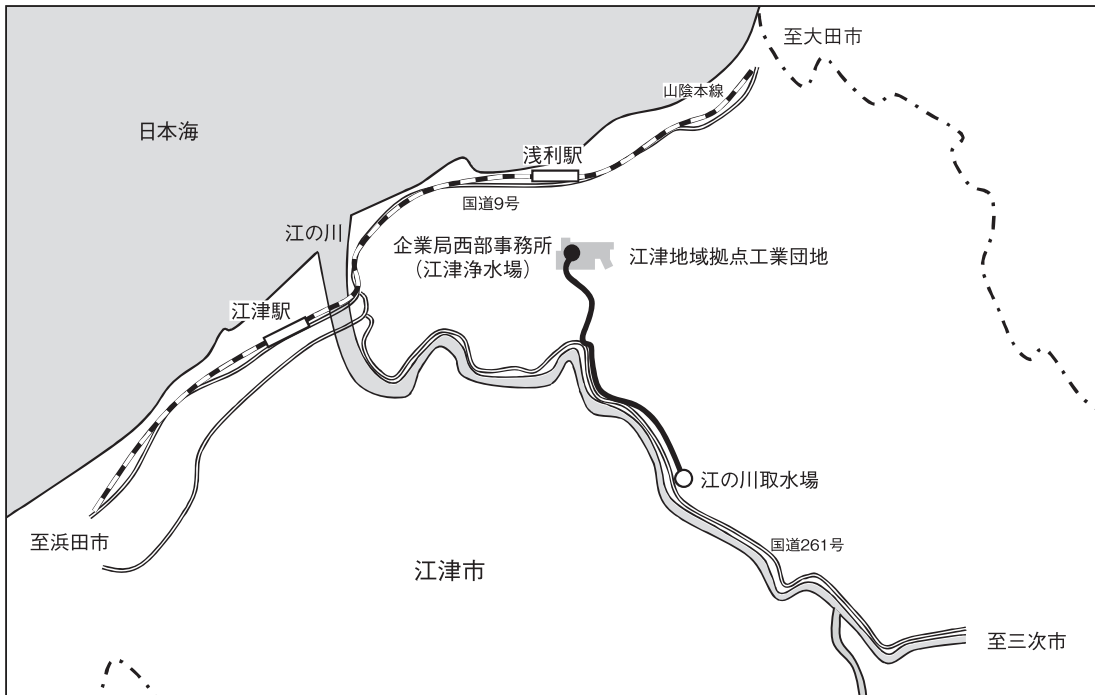 至大田市
山陰本線
日本海
浅利駅
国道9号
江の川
企業局西部事務所
（江津浄水場）
江津地域拠点工業団地
江津駅
江の川取水場
至浜田市
国道261号
江津市
至三次市